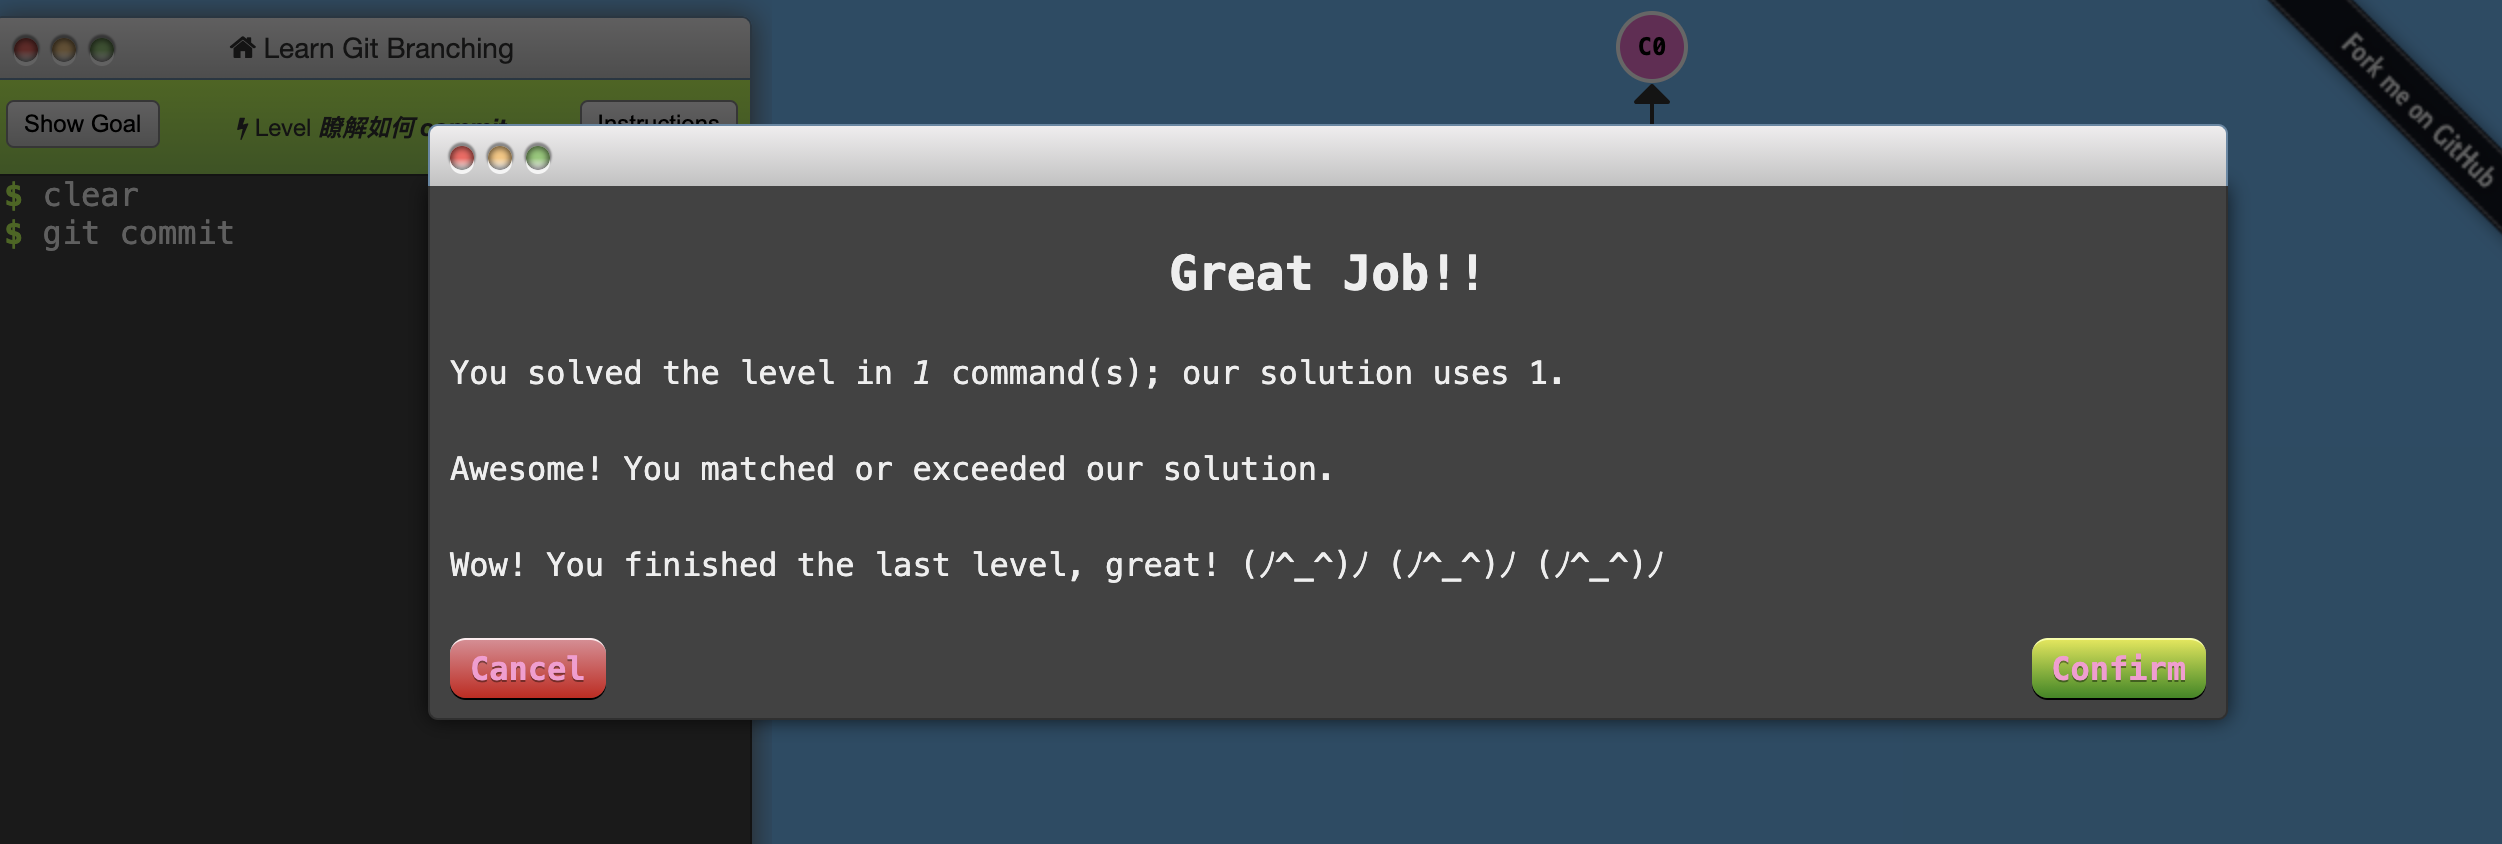 Learn Git Branching
Show Goal
Level 瞭解如何 commit
Instructions
$ clear
$ git commit
C0
Fork me on GitHub
Great Job!!
You solved the level in 1 command(s); our solution uses 1.
Awesome! You matched or exceeded our solution.
Wow! You finished the last level, great! (ﾉ^_^)ﾉ (ﾉ^_^)ﾉ (ﾉ^_^)ﾉ
Cancel
Confirm